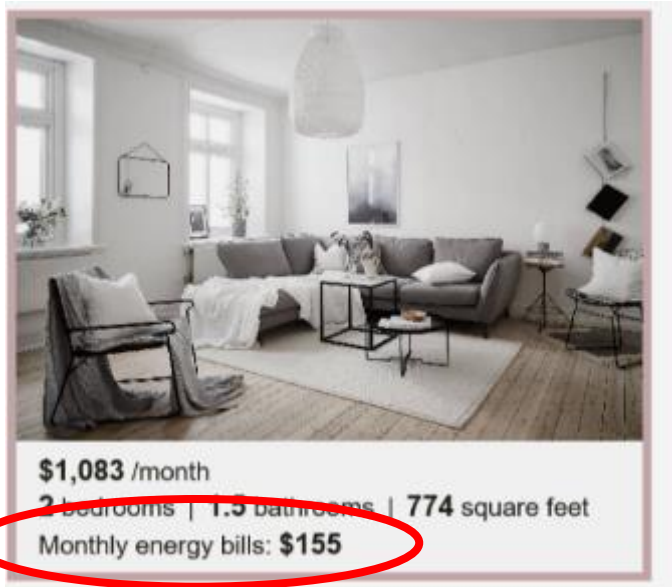 $1,083 /month
2 bedrooms | 1.5 bathrooms | 774 square feet
Monthly energy bills: $155